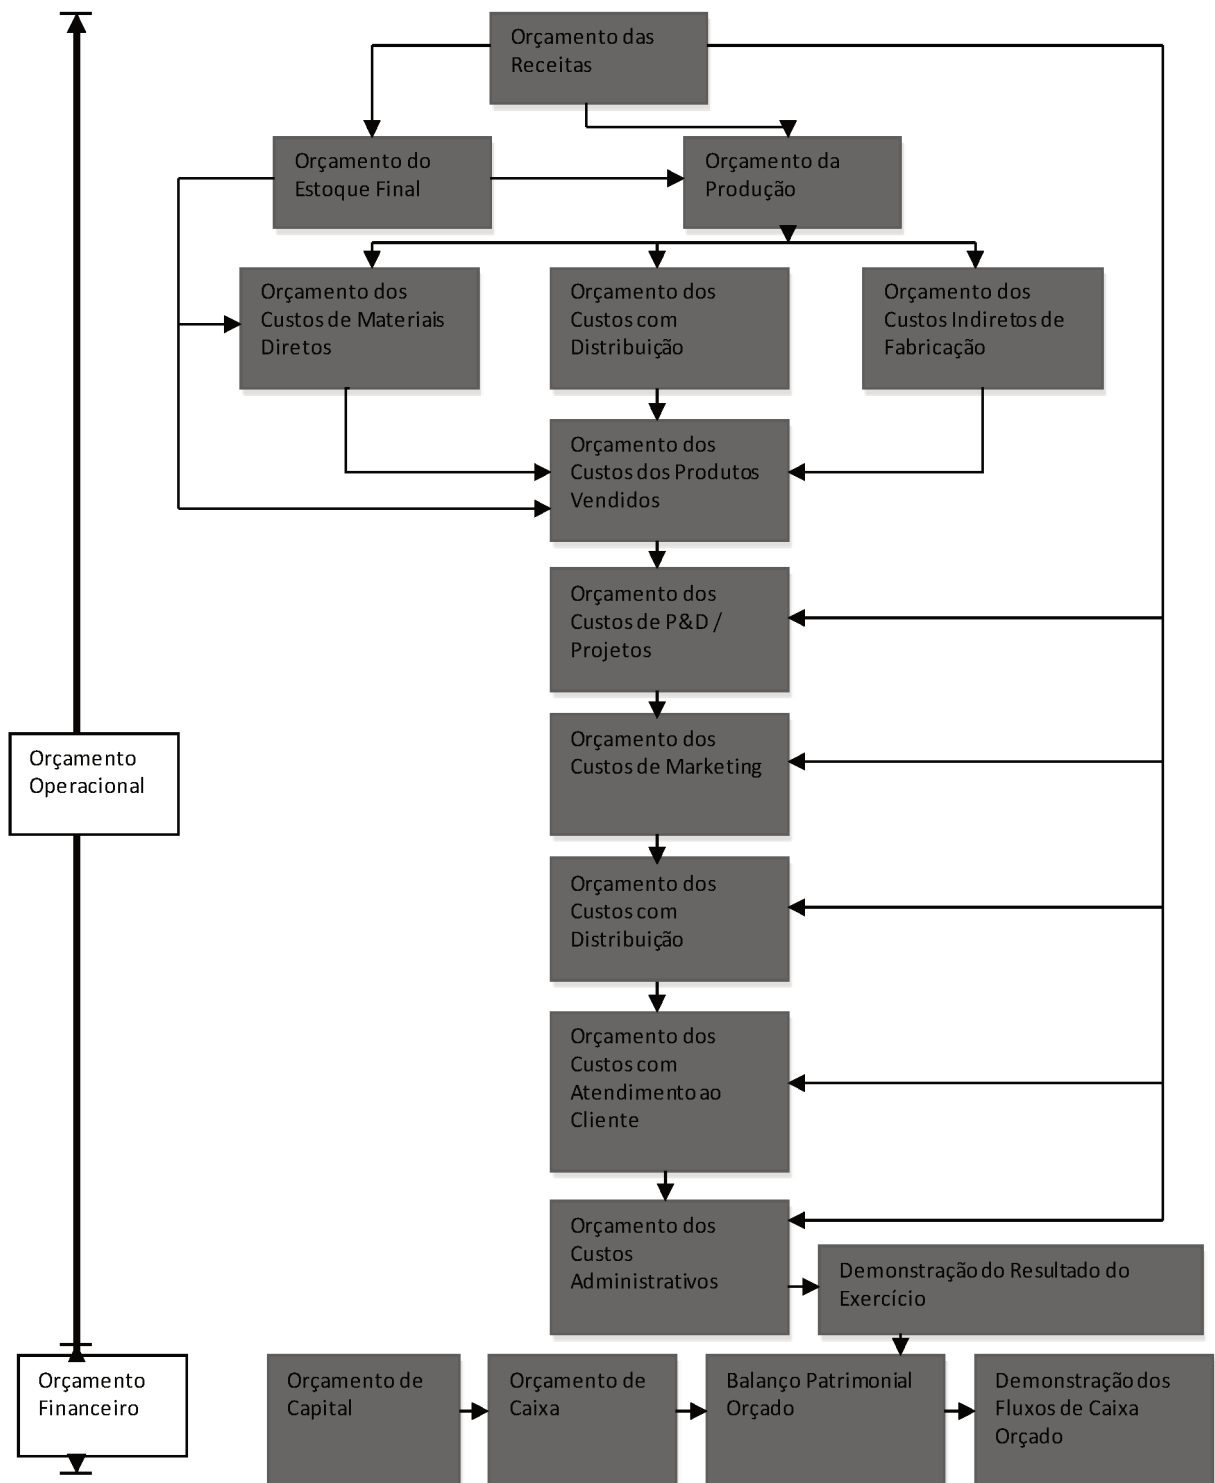 Orçamento das
Receitas
Orçamento do
Estoque Final
Orçamento da
Produção
Orçamento dos
Custos de Materiais
Diretos
Orçamento dos
Custos com
Distribuição
Orçamento dos
Custos Indiretos de
Fabricação
Orçamento dos
Custos dos Produtos
Vendidos
Orçamento dos
Custos de P&D /
Projetos
Orçamento dos
Custos de Marketing
Orçamento
Operacional
Orçamento dos
Custos com
Distribuição
Orçamento dos
Custos com
Atendimento ao
Cliente
Orçamento dos
Custos
Administrativos
Demonstração do Resultado do
Exercício
Orçamento
Financeiro
Orçamento de
Capital
Orçamento de
Caixa
Balanço Patrimonial
Orçado
Demonstração dos
Fluxos de Caixa
Orçado